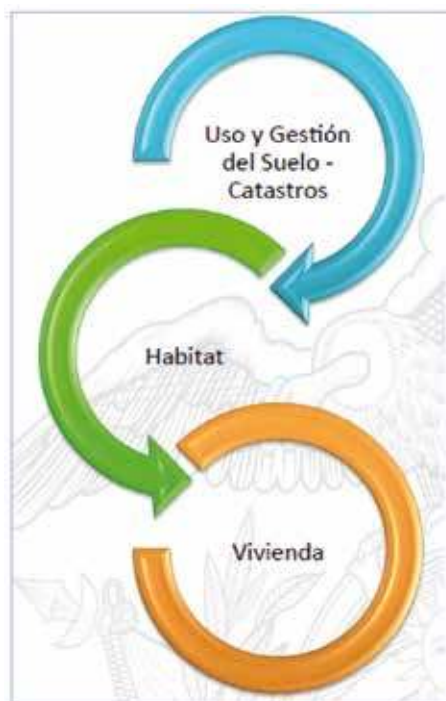 Uso y Gestión
del Suelo -
Catastros
Habitat
Vivienda